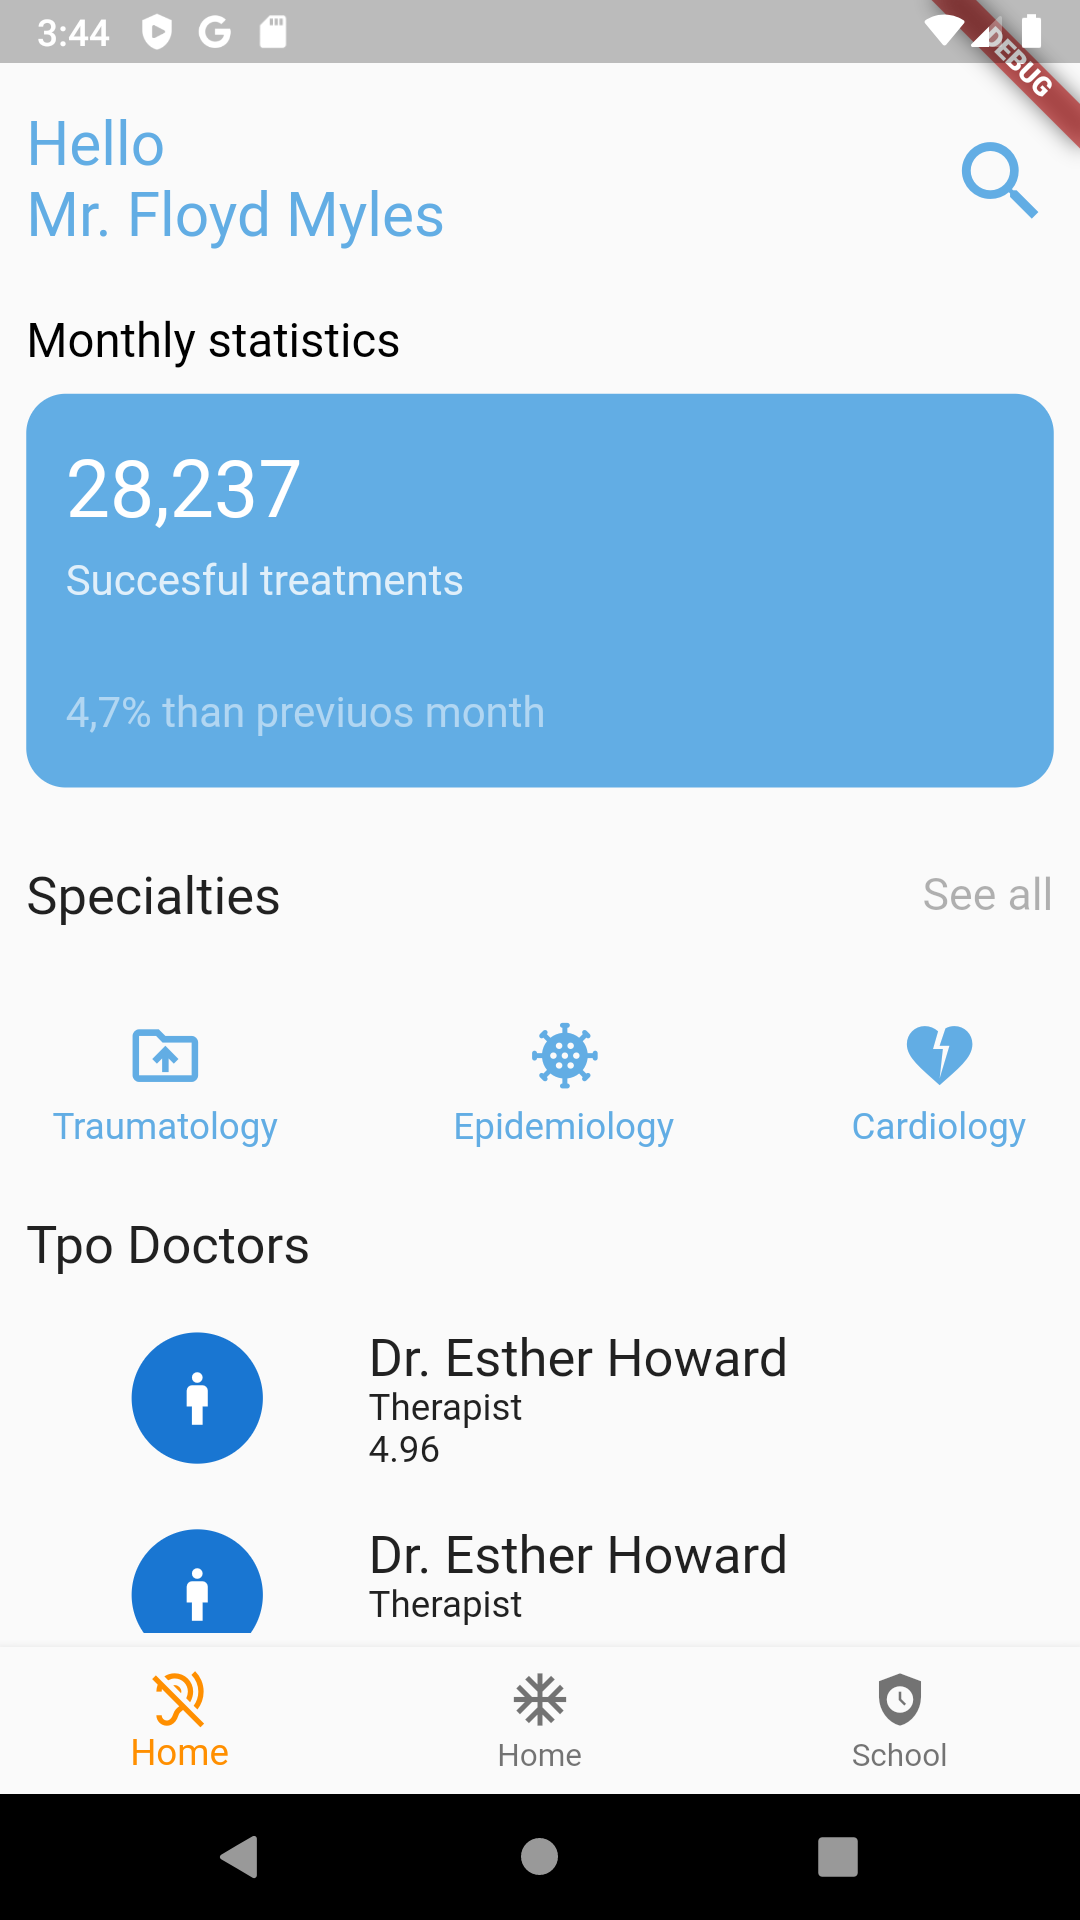 3:44
DEBUG
Hello
Mr. Floyd Myles
Monthly statistics
28,237
Succesful treatments
4,7% than previuos month
Specialties
See all
Traumatology
Epidemiology
Cardiology
Tpo Doctors
Dr. Esther Howard
Therapist
4.96
Dr. Esther Howard
Therapist
Home
Home
School